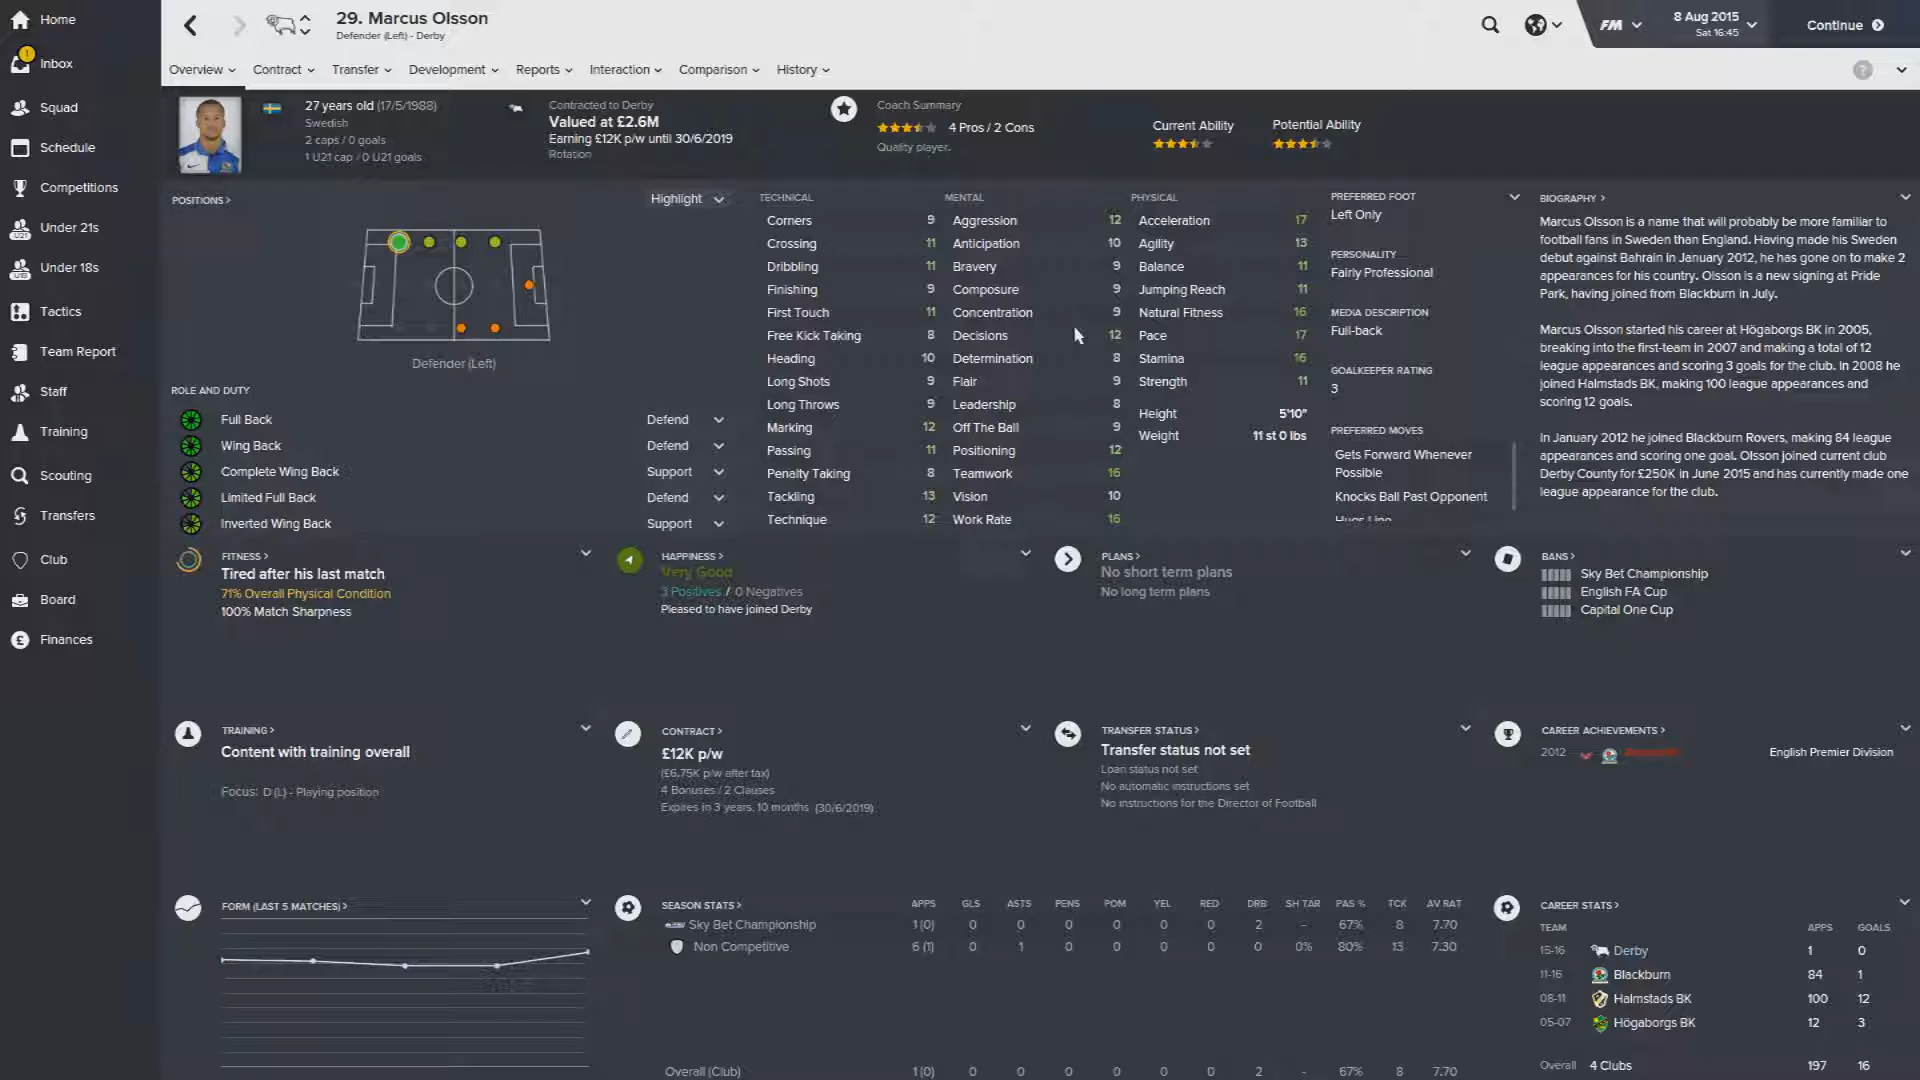 Home
Inbox
1
Squad
Schedule
Competitions
Under 21s
Under 18s
Tactics
Team Report
Staff
Training
Scouting
Transfers
Club
Board
Finances
29. Marcus Olsson
Defender (Left) - Derby
FM
8 Aug 2015
Sat 16:45
Continue
Overview Contract Transfer Development Reports Interaction Comparison History
?
27 years old (17/5/1988)
Swedish
2 caps / 0 goals
1 U21 cap / 0 U21 goals
Contracted to Derby
Valued at £2.6M
Earning £12K p/w until 30/6/2019
Rotation
Coach Summary
4 Pros / 2 Cons
Quality player.
Current Ability
Potential Ability
POSITIONS >
Highlight
Defender (Left)
ROLE AND DUTY
Full Back Defend
Wing Back Defend
Complete Wing Back Support
Limited Full Back Defend
Inverted Wing Back Support
TECHNICAL
Corners 9
Crossing 11
Dribbling 11
Finishing 9
First Touch 11
Free Kick Taking 8
Heading 10
Long Shots 9
Long Throws 9
Marking 12
Passing 11
Penalty Taking 8
Tackling 13
Technique 12
MENTAL
Aggression 12
Anticipation 10
Bravery 9
Composure 9
Concentration 9
Decisions 12
Determination 8
Flair 9
Leadership 8
Off The Ball 9
Positioning 12
Teamwork 16
Vision 10
Work Rate 16
PHYSICAL
Acceleration 17
Agility 13
Balance 11
Jumping Reach 11
Natural Fitness 16
Pace 17
Stamina 16
Strength 11
Height 5'10"
Weight 11 st 0 lbs
PREFERRED FOOT
Left Only
PERSONALITY
Fairly Professional
MEDIA DESCRIPTION
Full-back
GOALKEEPER RATING
3
PREFERRED MOVES
Gets Forward Whenever
Possible
Knocks Ball Past Opponent
Hugs Line
BIOGRAPHY >
Marcus Olsson is a name that will probably be more familiar to
football fans in Sweden than England. Having made his Sweden
debut against Bahrain in January 2012, he has gone on to make 2
appearances for his country. Olsson is a new signing at Pride
Park, having joined from Blackburn in July.
Marcus Olsson started his career at Högaborgs BK in 2005,
breaking into the first-team in 2007 and making a total of 12
league appearances and scoring 3 goals for the club. In 2008 he
joined Halmstads BK, making 100 league appearances and
scoring 12 goals.
In January 2012 he joined Blackburn Rovers, making 84 league
appearances and scoring one goal. Olsson joined current club
Derby County for £250K in June 2015 and has currently made one
league appearance for the club.
FITNESS >
Tired after his last match
71% Overall Physical Condition
100% Match Sharpness
HAPPINESS >
Very Good
3 Positives / 0 Negatives
Pleased to have joined Derby
PLANS >
No short term plans
No long term plans
BANS >
Sky Bet Championship
English FA Cup
Capital One Cup
TRAINING >
Content with training overall
Focus: D (L) - Playing position
CONTRACT >
£12K p/w
(£6.75K p/w after tax)
4 Bonuses / 2 Clauses
Expires in 3 years, 10 months (30/6/2019)
TRANSFER STATUS >
Transfer status not set
Loan status not set
No automatic instructions set
No instructions for the Director of Football
CAREER ACHIEVEMENTS >
2012 English Premier Division
FORM (LAST 5 MATCHES) >
SEASON STATS > APPS GLS ASTS PENS POM YEL RED DRB SH TAR PAS % TCK AV RAT
Sky Bet Championship 1 (0) 0 0 0 0 0 0 2 - 67% 8 7.70
Non Competitive 6 (1) 0 1 0 0 0 0 0 0% 80% 13 7.30
Overall (Club) 1 (0) 0 0 0 0 0 0 2 - 67% 8 7.70
CAREER STATS >
TEAM APPS GOALS
15-16 Derby 1 0
11-16 Blackburn 84 1
08-11 Halmstads BK 100 12
05-07 Högaborgs BK 12 3
Overall 4 Clubs 197 16